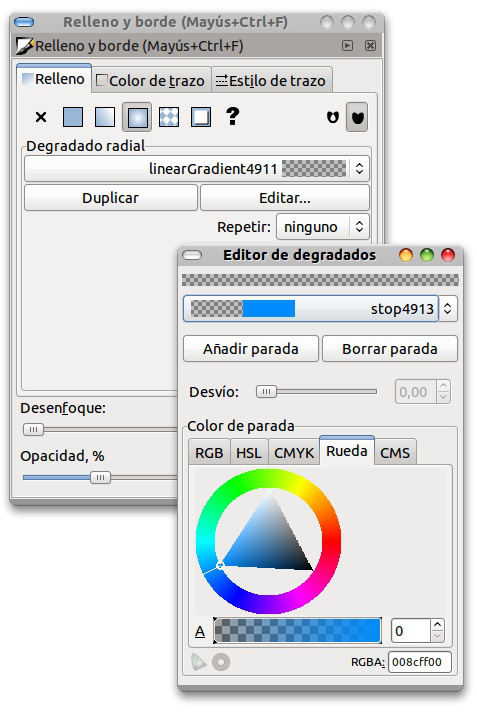 Relleno y borde (Mayús+Ctrl+F)
Relleno y borde (Mayús+Ctrl+F)
Relleno Color de trazo Estilo de trazo
?
Degradado radial
linearGradient4911
Duplicar Editar...
Repetir: ninguno
Editor de degradados
stop4913
Añadir parada Borrar parada
Desvío: 0,00
Desenfoque:
Color de parada
RGB HSL CMYK Rueda CMS
Opacidad, %
A 0
RGBA: 008cff00